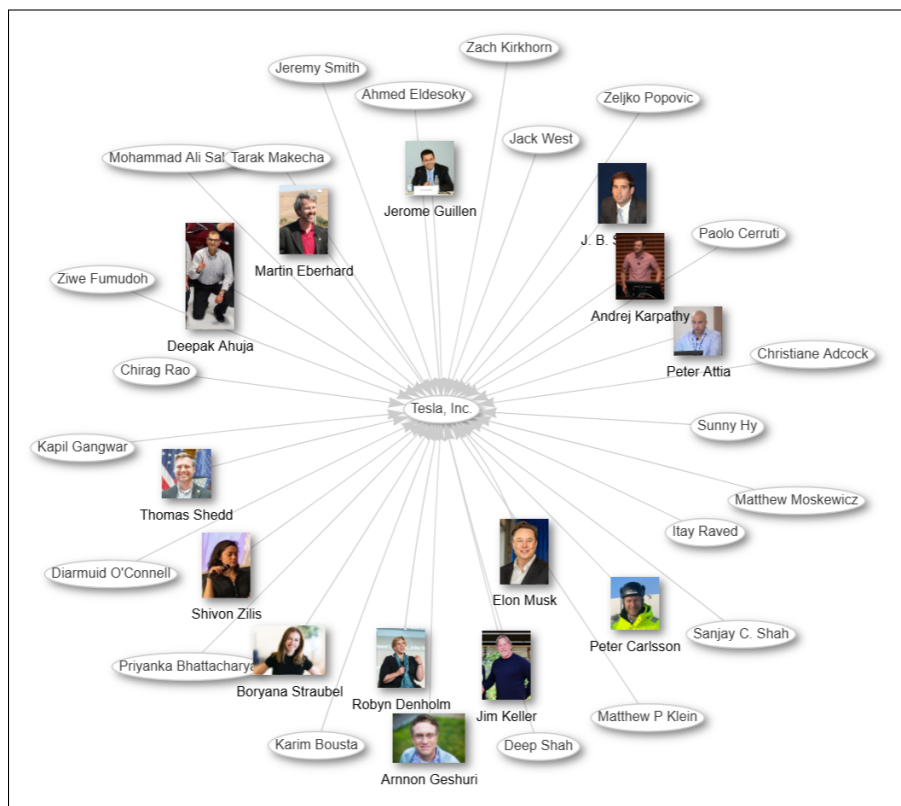 Zach Kirkhorn
Jeremy Smith
Ahmed Eldesoky
Zeljko Popovic
Jack West
Mohammad Ali Sal
Tarak Makecha
Jerome Guillen
Paolo Cerruti
J. B. S
Martin Eberhard
Ziwe Fumudoh
Andrej Karpathy
Deepak Ahuja
Christiane Adcock
Peter Attia
Chirag Rao
Tesla, Inc.
Sunny Hy
Kapil Gangwar
Matthew Moskewicz
Thomas Shedd
Itay Raved
Diarmuid O'Connell
Elon Musk
Shivon Zilis
Sanjay C. Shah
Peter Carlsson
Priyanka Bhattacharya
Boryana Straubel
Robyn Denholm
Jim Keller
Matthew P Klein
Karim Bousta
Deep Shah
Arnnon Geshuri